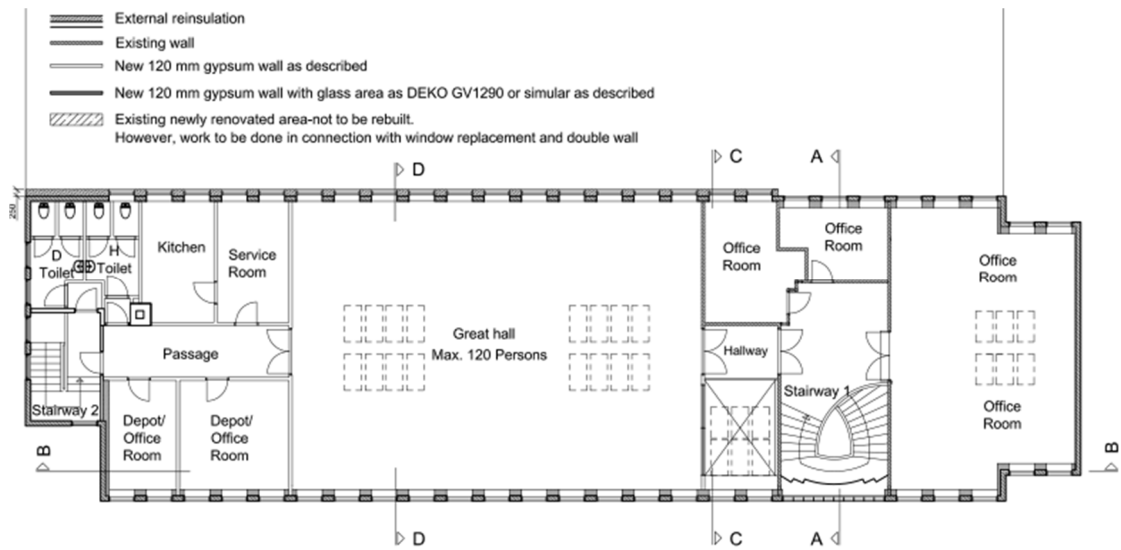 External reinsulation
Existing wall
New 120 mm gypsum wall as described
New 120 mm gypsum wall with glass area as DEKO GV1290 or simular as described
Existing newly renovated area-not to be rebuilt.
However, work to be done in connection with window replacement and double wall
D
C
A
250
D
Toilet
H
Toilet
Kitchen
Service
Room
Office
Room
Office
Room
Office
Room
Great hall
Max. 120 Persons
Passage
Hallway
Stairway 1
Stairway 2
Depot/
Office
Room
Depot/
Office
Room
Office
Room
B
B
D
C
A